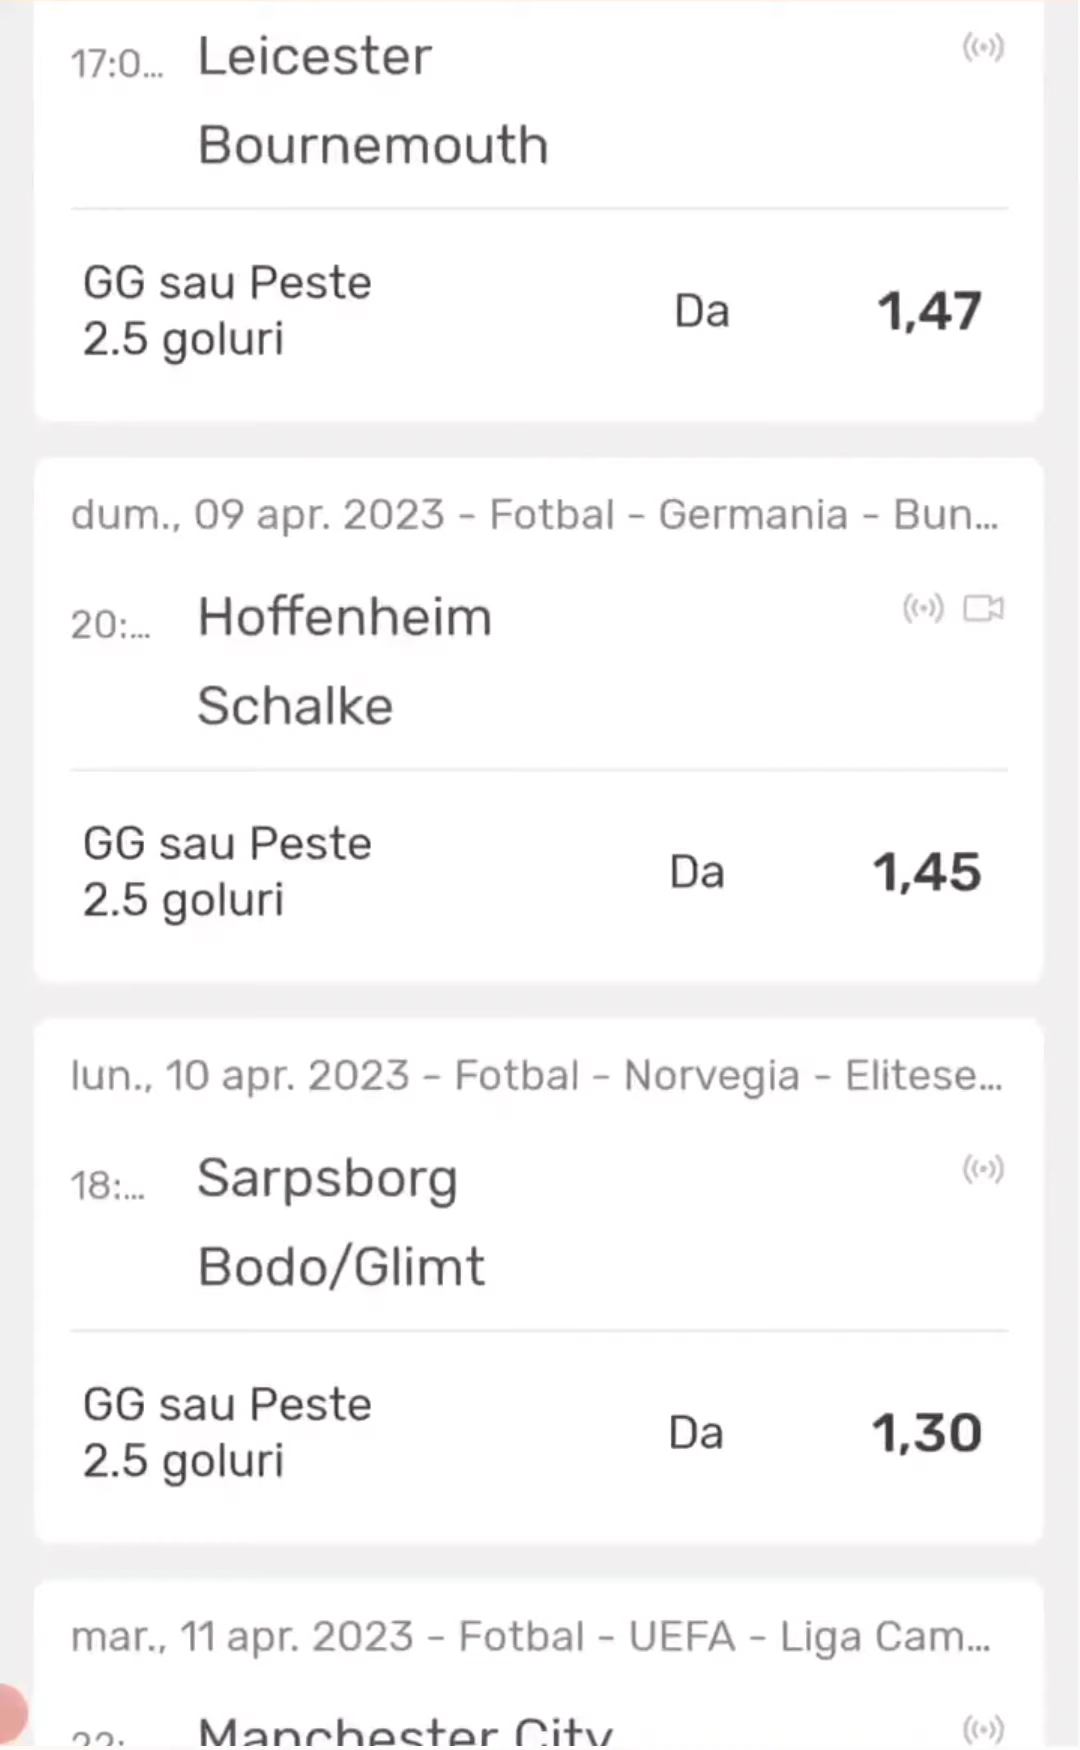 17:0... Leicester
Bournemouth
GG sau Peste
2.5 goluri
Da 1,47
dum., 09 apr. 2023 - Fotbal - Germania - Bun...
20:... Hoffenheim
Schalke
GG sau Peste
2.5 goluri
Da 1,45
lun., 10 apr. 2023 - Fotbal - Norvegia - Elitese...
18:... Sarpsborg
Bodo/Glimt
GG sau Peste
2.5 goluri
Da 1,30
mar., 11 apr. 2023 - Fotbal - UEFA - Liga Cam...
22: Manchester City